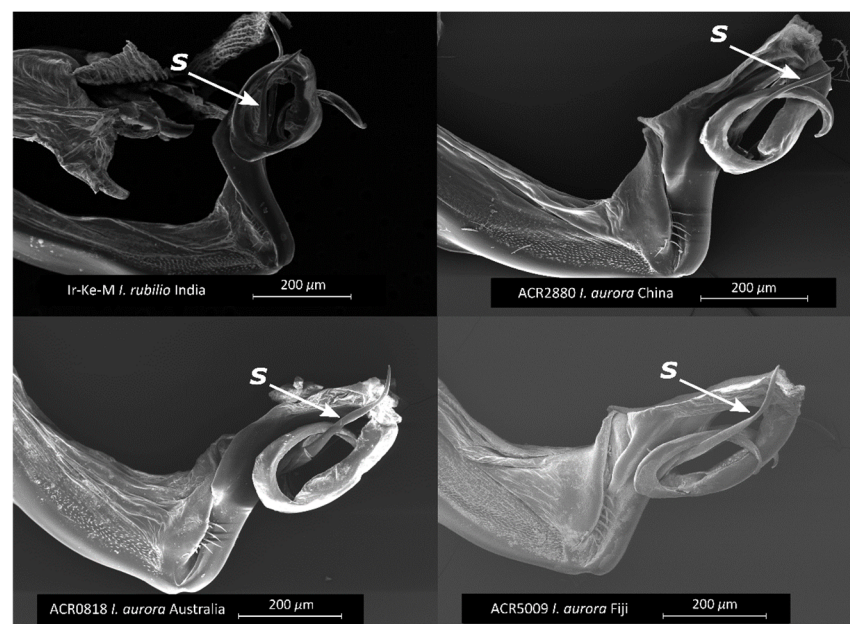 S
Ir-Ke-M I. rubilio India
200 μm
S
ACR2880 I. aurora China
200 μm
S
ACR0818 I. aurora Australia
200 μm
S
ACR5009 I. aurora Fiji
200 μm